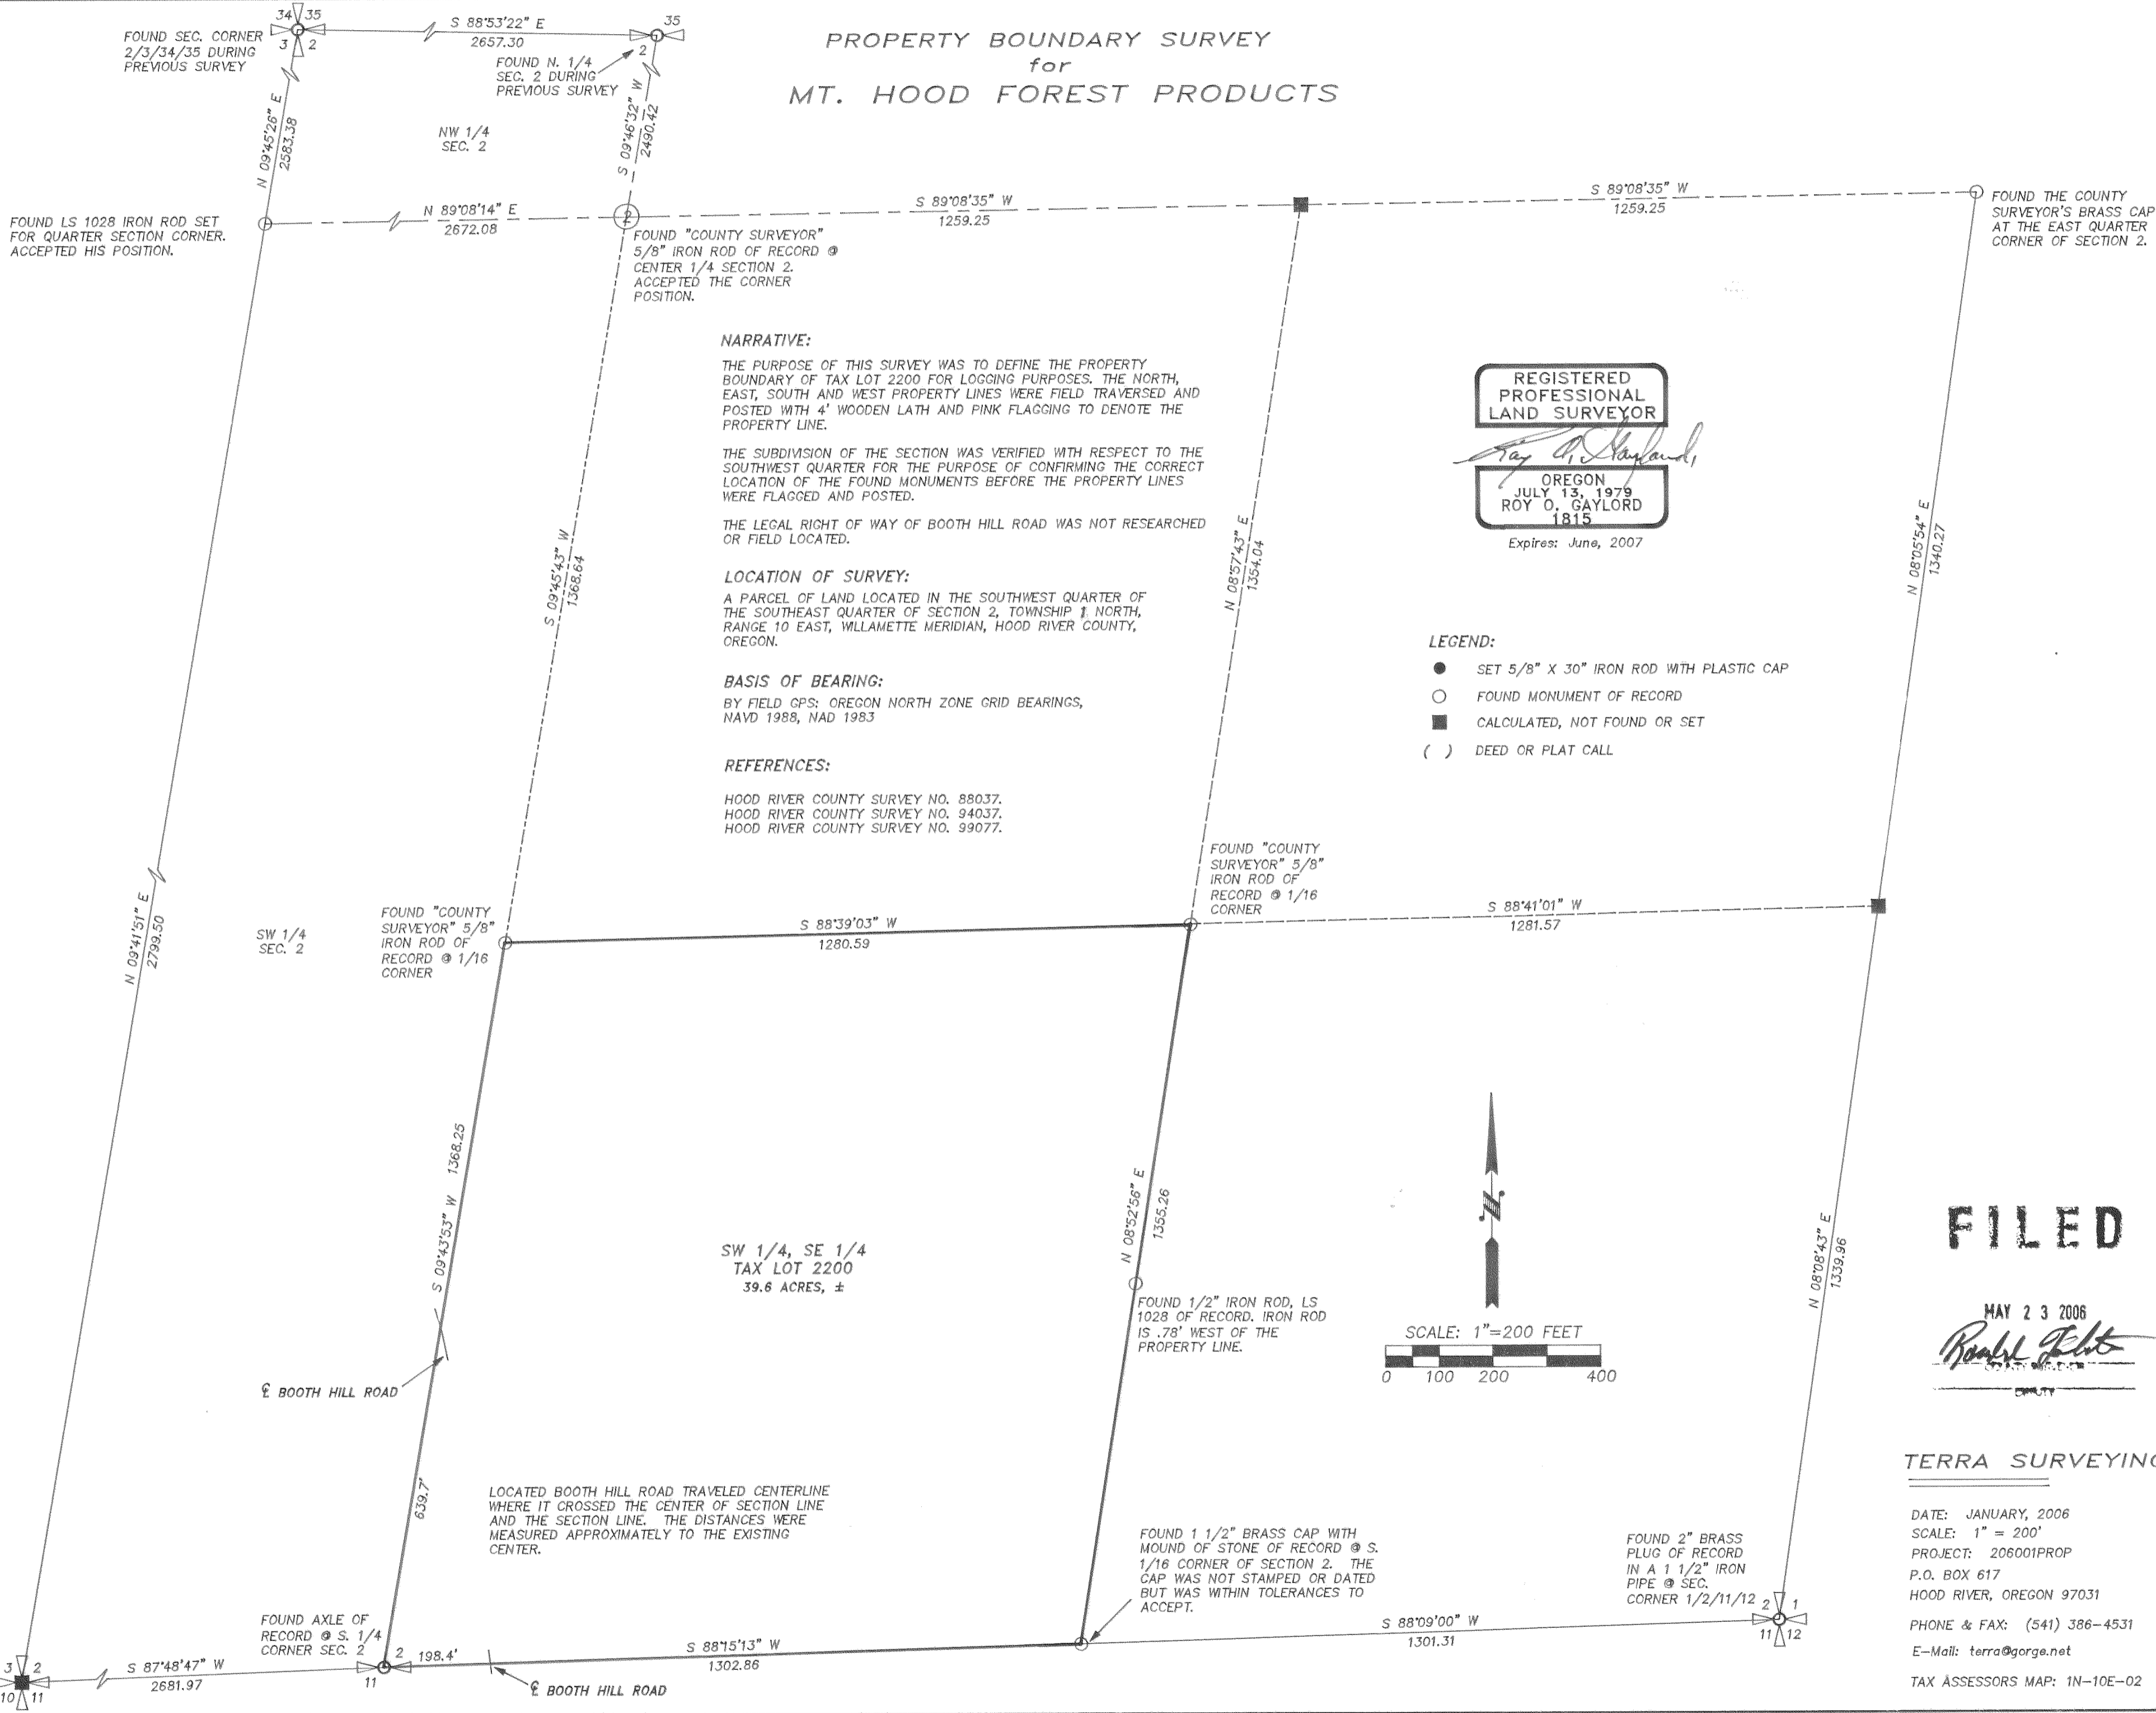 PROPERTY BOUNDARY SURVEY
for
MT. HOOD FOREST PRODUCTS
34 35
3 2
FOUND SEC. CORNER
2/3/34/35 DURING
PREVIOUS SURVEY
S 88°53'22" E
2657.30
35
2
FOUND N. 1/4
SEC. 2 DURING
PREVIOUS SURVEY
N 09°45'26" E
2583.38
NW 1/4
SEC. 2
S 09°46'32" W
2490.42
FOUND LS 1028 IRON ROD SET
FOR QUARTER SECTION CORNER.
ACCEPTED HIS POSITION.
N 89°08'14" E
2672.08
2
S 89°08'35" W
1259.25
S 89°08'35" W
1259.25
FOUND THE COUNTY
SURVEYOR'S BRASS CAP
AT THE EAST QUARTER
CORNER OF SECTION 2.
FOUND "COUNTY SURVEYOR"
5/8" IRON ROD OF RECORD @
CENTER 1/4 SECTION 2.
ACCEPTED THE CORNER
POSITION.
NARRATIVE:
THE PURPOSE OF THIS SURVEY WAS TO DEFINE THE PROPERTY
BOUNDARY OF TAX LOT 2200 FOR LOGGING PURPOSES. THE NORTH,
EAST, SOUTH AND WEST PROPERTY LINES WERE FIELD TRAVERSED AND
POSTED WITH 4' WOODEN LATH AND PINK FLAGGING TO DENOTE THE
PROPERTY LINE.
THE SUBDIVISION OF THE SECTION WAS VERIFIED WITH RESPECT TO THE
SOUTHWEST QUARTER FOR THE PURPOSE OF CONFIRMING THE CORRECT
LOCATION OF THE FOUND MONUMENTS BEFORE THE PROPERTY LINES
WERE FLAGGED AND POSTED.
THE LEGAL RIGHT OF WAY OF BOOTH HILL ROAD WAS NOT RESEARCHED
OR FIELD LOCATED.
LOCATION OF SURVEY:
A PARCEL OF LAND LOCATED IN THE SOUTHWEST QUARTER OF
THE SOUTHEAST QUARTER OF SECTION 2, TOWNSHIP 1 NORTH,
RANGE 10 EAST, WILLAMETTE MERIDIAN, HOOD RIVER COUNTY,
OREGON.
BASIS OF BEARING:
BY FIELD GPS: OREGON NORTH ZONE GRID BEARINGS,
NAVD 1988, NAD 1983
REFERENCES:
HOOD RIVER COUNTY SURVEY NO. 88037.
HOOD RIVER COUNTY SURVEY NO. 94037.
HOOD RIVER COUNTY SURVEY NO. 99077.
REGISTERED
PROFESSIONAL
LAND SURVEYOR
OREGON
JULY 13, 1979
ROY O. GAYLORD
1815
Expires: June, 2007
S 09°45'43" W
1368.64
N 08°57'43" E
1354.04
N 08°05'54" E
1340.27
LEGEND:
SET 5/8" X 30" IRON ROD WITH PLASTIC CAP
FOUND MONUMENT OF RECORD
CALCULATED, NOT FOUND OR SET
( ) DEED OR PLAT CALL
N 09°41'51" E
2799.50
SW 1/4
SEC. 2
FOUND "COUNTY
SURVEYOR" 5/8"
IRON ROD OF
RECORD @ 1/16
CORNER
S 88°39'03" W
1280.59
FOUND "COUNTY
SURVEYOR" 5/8"
IRON ROD OF
RECORD @ 1/16
CORNER
S 88°41'01" W
1281.57
S 09°43'53" W 1368.25
SW 1/4, SE 1/4
TAX LOT 2200
39.6 ACRES, ±
N 08°52'56" E
1355.26
FOUND 1/2" IRON ROD, LS
1028 OF RECORD. IRON ROD
IS .78' WEST OF THE
PROPERTY LINE.
N
SCALE: 1"=200 FEET
0 100 200 400
N 08°08'43" E
1339.96
FILED
MAY 23 2006
DEPUTY
℄ BOOTH HILL ROAD
639.7'
LOCATED BOOTH HILL ROAD TRAVELED CENTERLINE
WHERE IT CROSSED THE CENTER OF SECTION LINE
AND THE SECTION LINE. THE DISTANCES WERE
MEASURED APPROXIMATELY TO THE EXISTING
CENTER.
FOUND 1 1/2" BRASS CAP WITH
MOUND OF STONE OF RECORD @ S.
1/16 CORNER OF SECTION 2. THE
CAP WAS NOT STAMPED OR DATED
BUT WAS WITHIN TOLERANCES TO
ACCEPT.
FOUND 2" BRASS
PLUG OF RECORD
IN A 1 1/2" IRON
PIPE @ SEC.
CORNER 1/2/11/12
2 1
11 12
FOUND AXLE OF
RECORD @ S. 1/4
CORNER SEC. 2
3 2
10 11
S 87°48'47" W
2681.97
2
11
198.4'
℄ BOOTH HILL ROAD
S 88°15'13" W
1302.86
S 88°09'00" W
1301.31
TERRA SURVEYING
DATE: JANUARY, 2006
SCALE: 1" = 200'
PROJECT: 206001PROP
P.O. BOX 617
HOOD RIVER, OREGON 97031
PHONE & FAX: (541) 386-4531
E-Mail: terra@gorge.net
TAX ASSESSORS MAP: 1N-10E-02